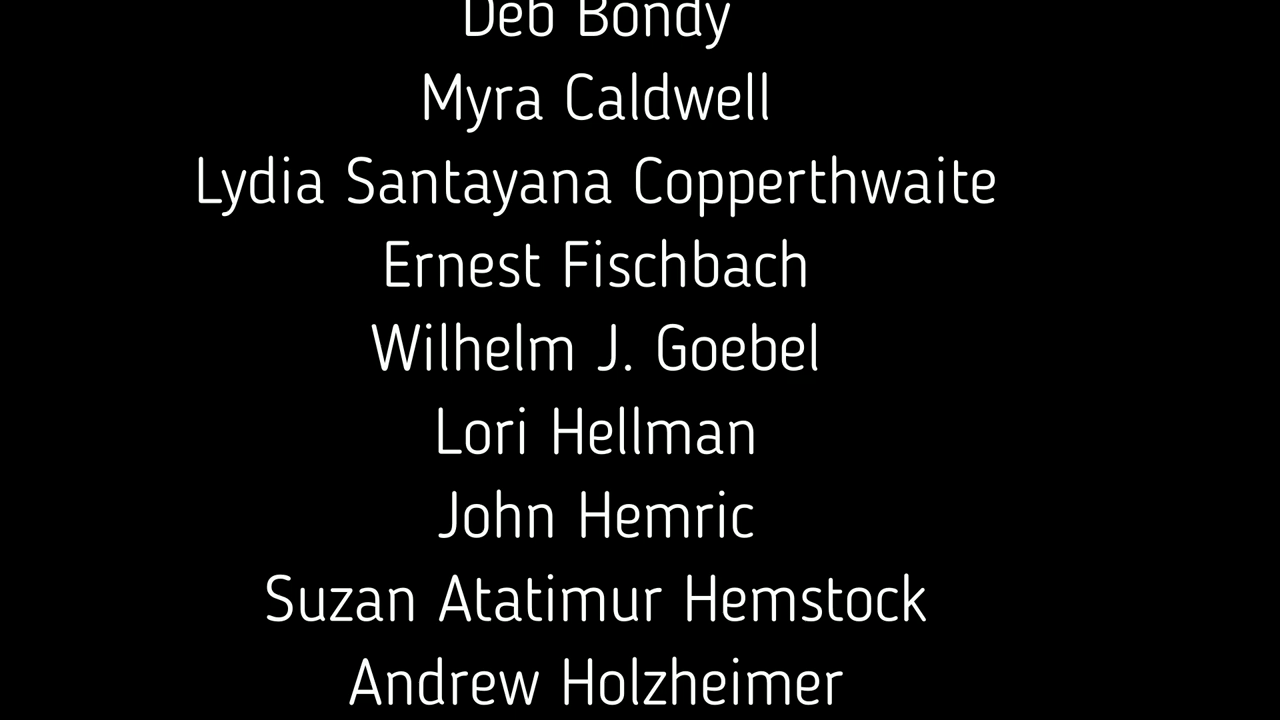 Deb Bondy
Myra Caldwell
Lydia Santayana Copperthwaite
Ernest Fischbach
Wilhelm J. Goebel
Lori Hellman
John Hemric
Suzan Atatimur Hemstock
Andrew Holzheimer